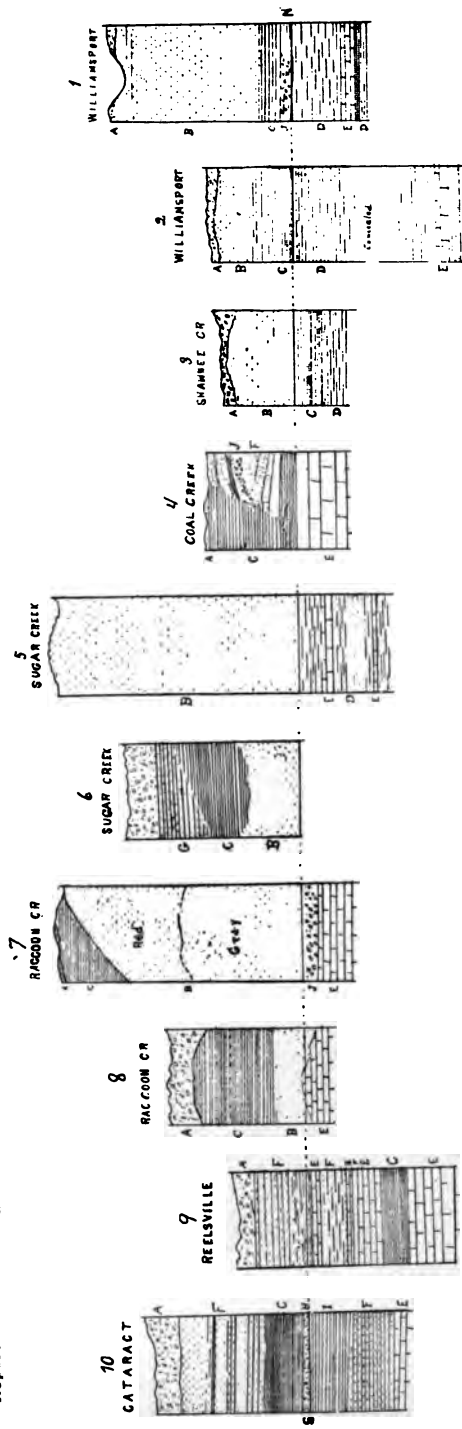 1
WILLIAMSPORT
A
B
C
J
D
E
D
N
2
WILLIAMSPORT
A
B
C
D
Concealed
E
3
SHAWNEE CR
A
B
C
D
4
COAL CREEK
A
C
E
J
F
5
SUGAR CREEK
B
E
D
E
6
SUGAR CREEK
G
C
B
7
RACCOON CR
C
Red
B
Gray
J
E
8
RACCOON CR
A
C
B
E
9
REELSVILLE
A
F
E
F
E
C
E
10
CATARACT
A
F
C
H
I
F
E